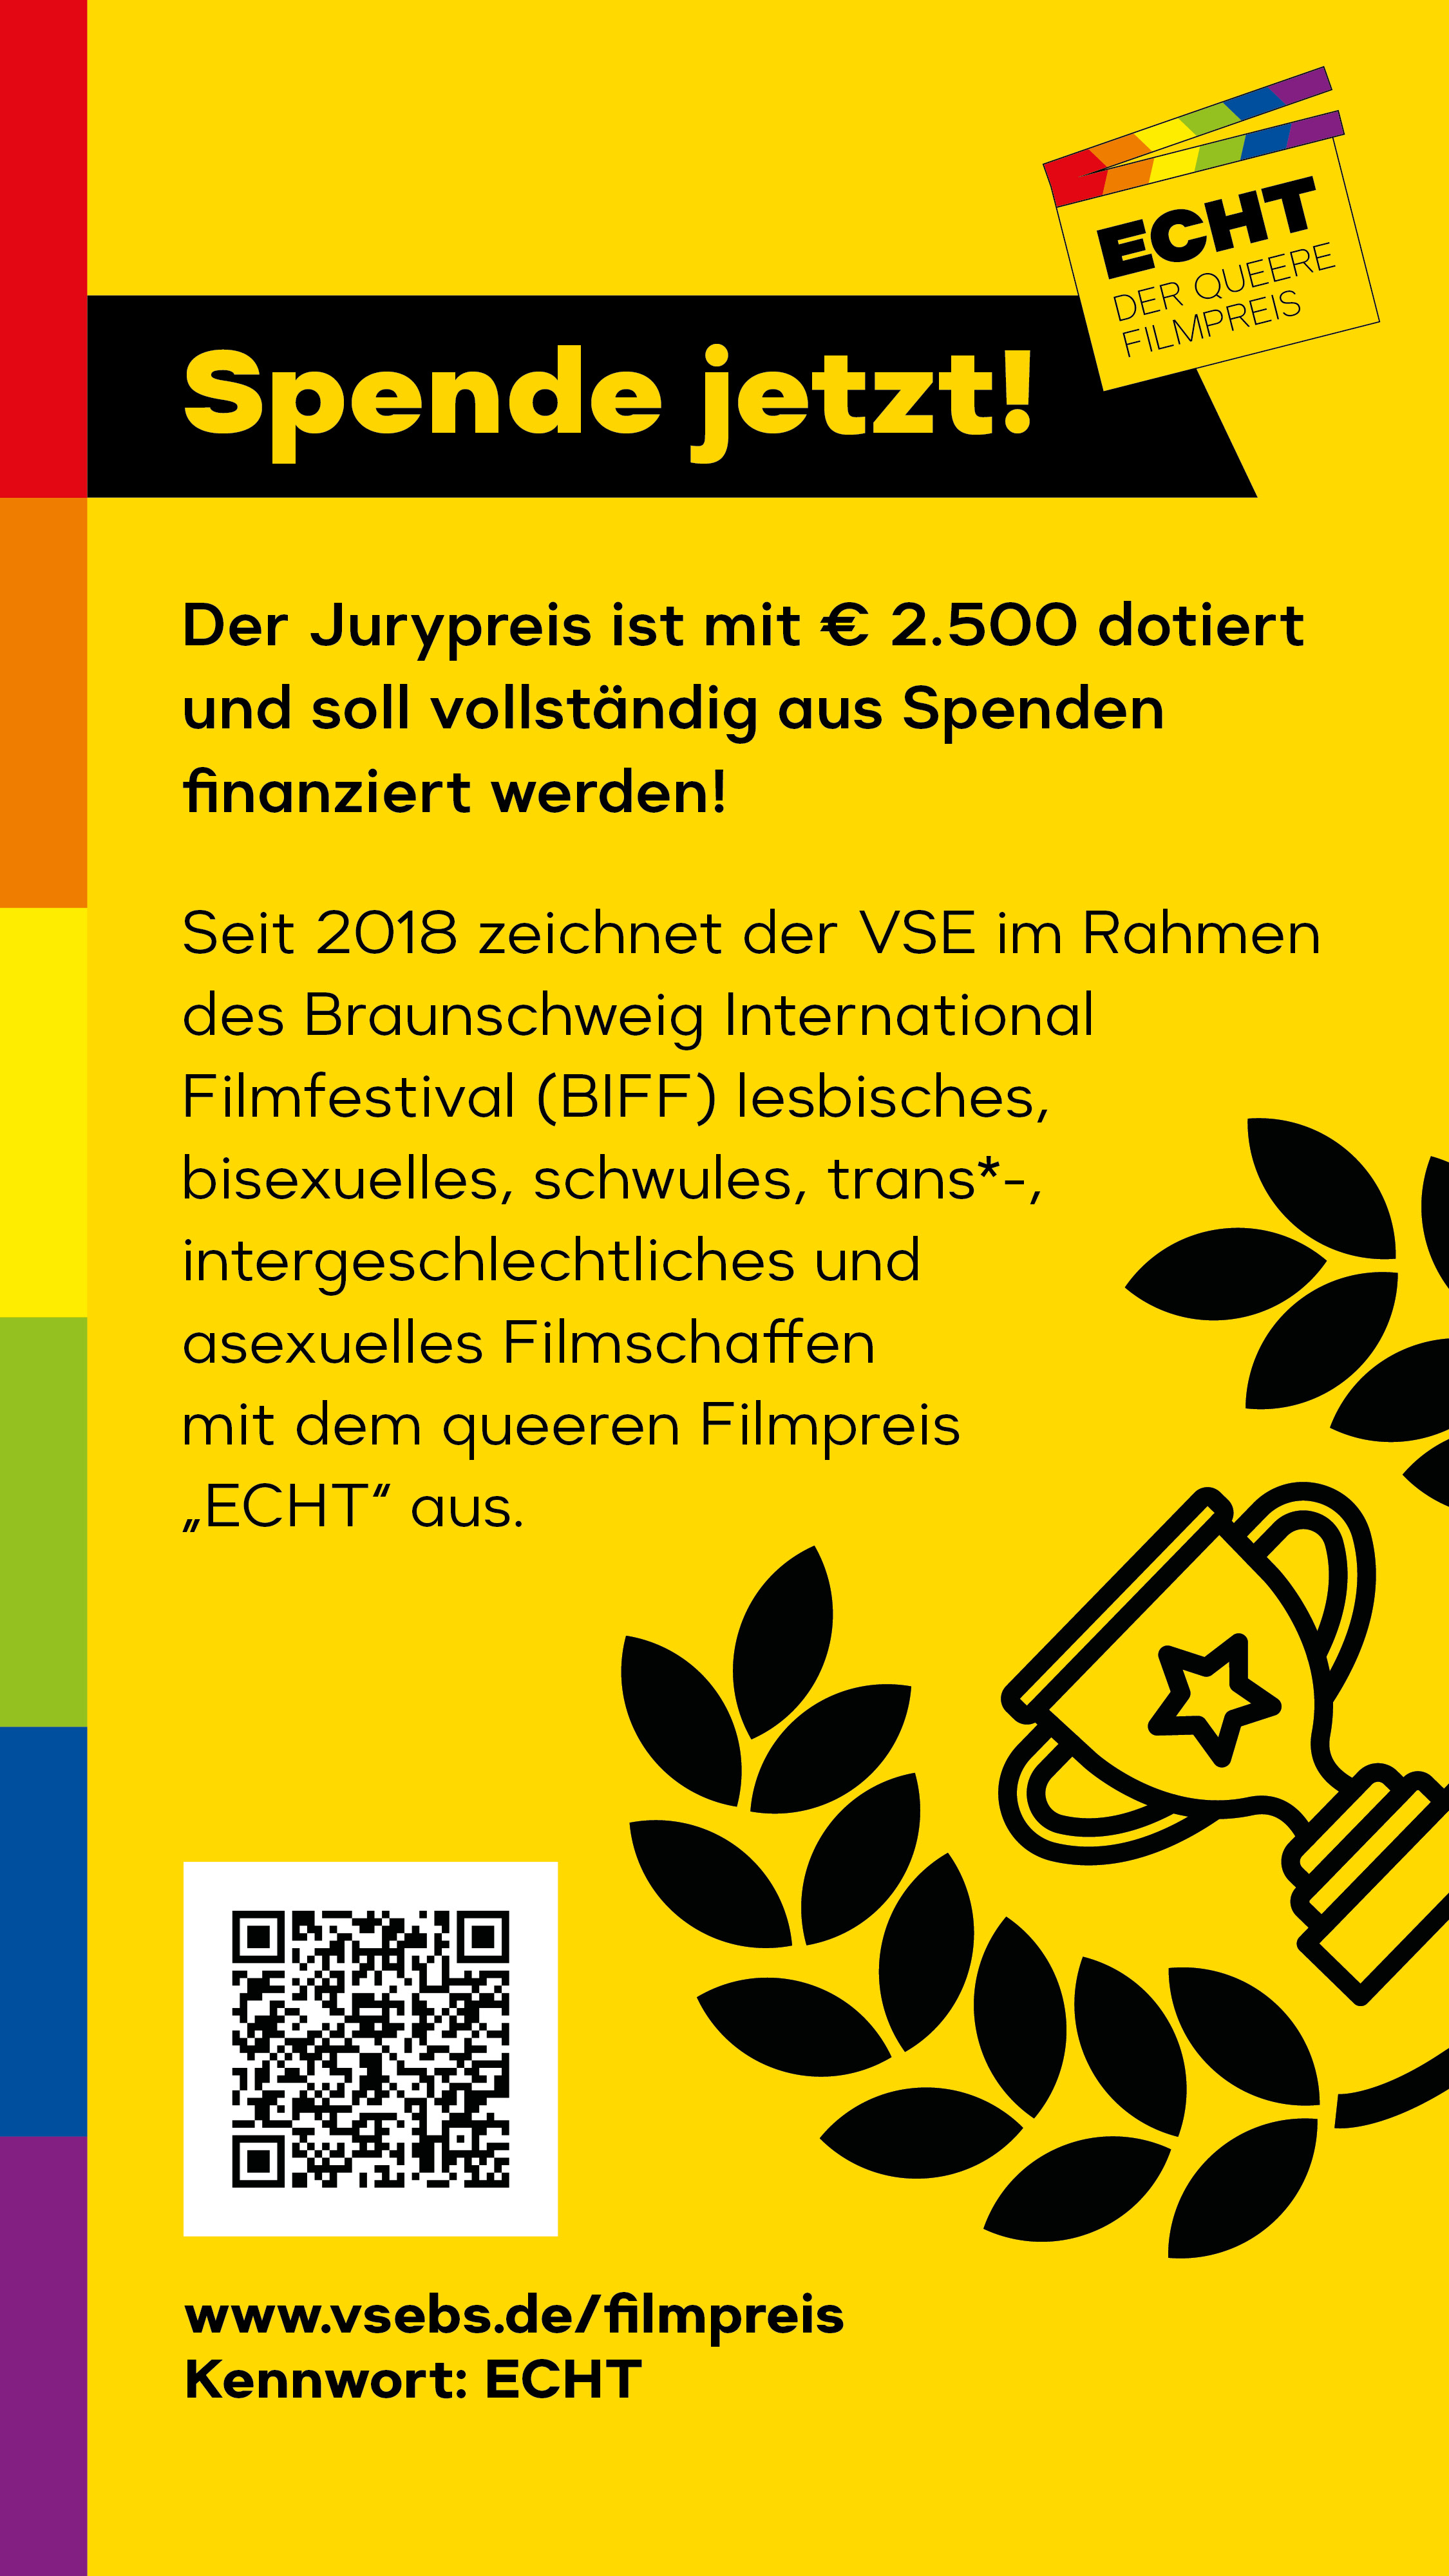 ECHT
DER QUEERE
FILMPREIS
Spende jetzt!
Der Jurypreis ist mit € 2.500 dotiert
und soll vollständig aus Spenden
finanziert werden!
Seit 2018 zeichnet der VSE im Rahmen
des Braunschweig International
Filmfestival (BIFF) lesbisches,
bisexuelles, schwules, trans*-,
intergeschlechtliches und
asexuelles Filmschaffen
mit dem queeren Filmpreis
„ECHT“ aus.
www.vsebs.de/filmpreis
Kennwort: ECHT